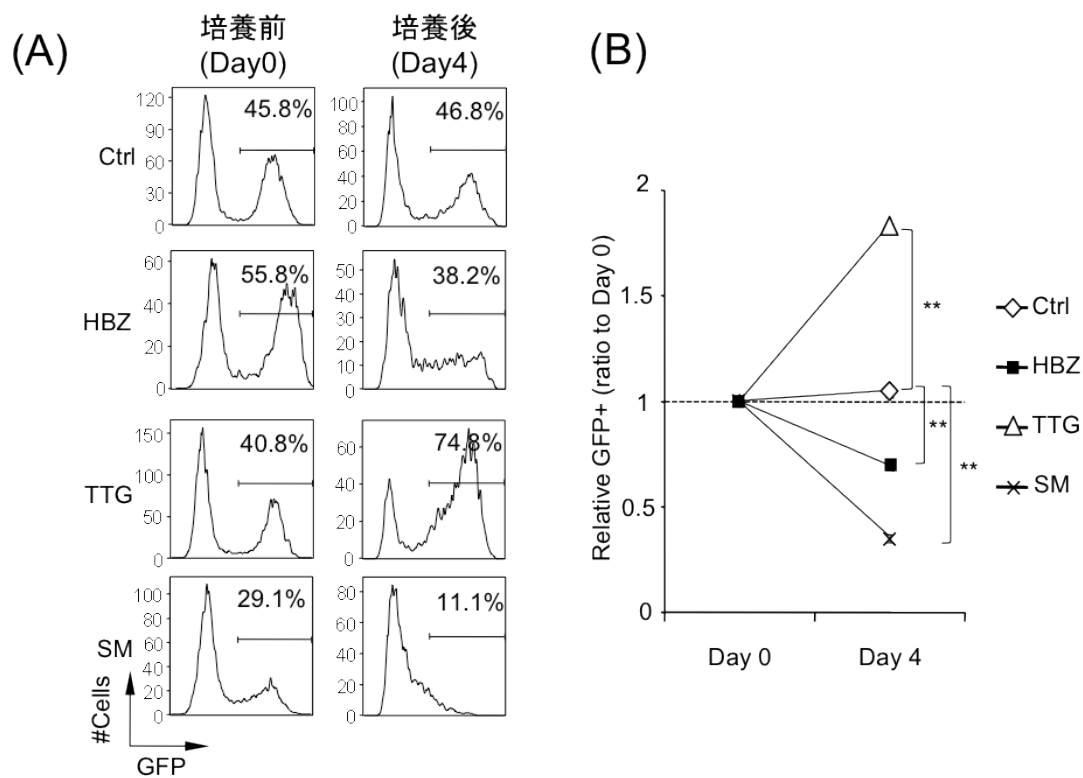 (A)
培養前
(Day0)
培養後
(Day4)
Ctrl
120
90
60
30
0
45.8%
100
80
60
40
20
0
46.8%
HBZ
60
40
20
0
55.8%
50
40
30
20
10
0
38.2%
TTG
150
100
50
0
40.8%
60
40
20
0
74.8%
SM
100
80
60
40
20
0
29.1%
80
60
40
20
0
11.1%
#Cells
GFP
(B)
Relative GFP+ (ratio to Day 0)
2
1.5
1
0.5
0
**
**
**
Day 0
Day 4
Ctrl
HBZ
TTG
SM